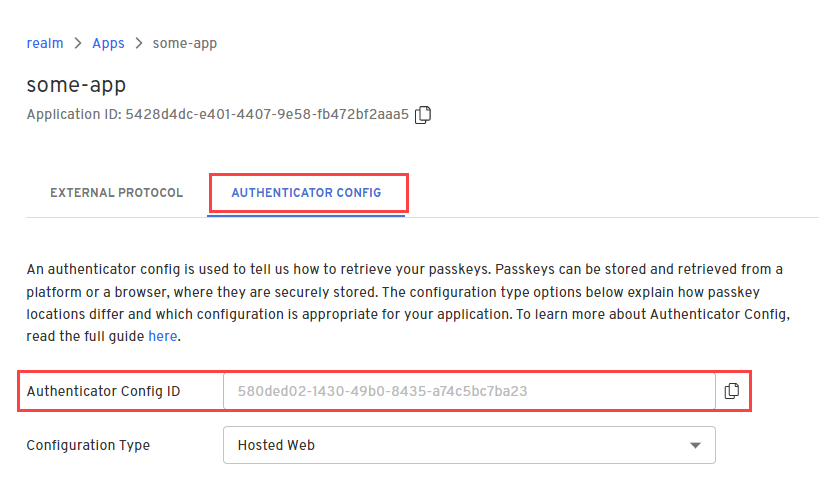 realm > Apps > some-app
some-app
Application ID: 5428d4dc-e401-4407-9e58-fb472bf2aaa5
EXTERNAL PROTOCOL AUTHENTICATOR CONFIG
An authenticator config is used to tell us how to retrieve your passkeys. Passkeys can be stored and retrieved from a
platform or a browser, where they are securely stored. The configuration type options below explain how passkey
locations differ and which configuration is appropriate for your application. To learn more about Authenticator Config,
read the full guide here.
Authenticator Config ID 580ded02-1430-49b0-8435-a74c5bc7ba23
Configuration Type Hosted Web